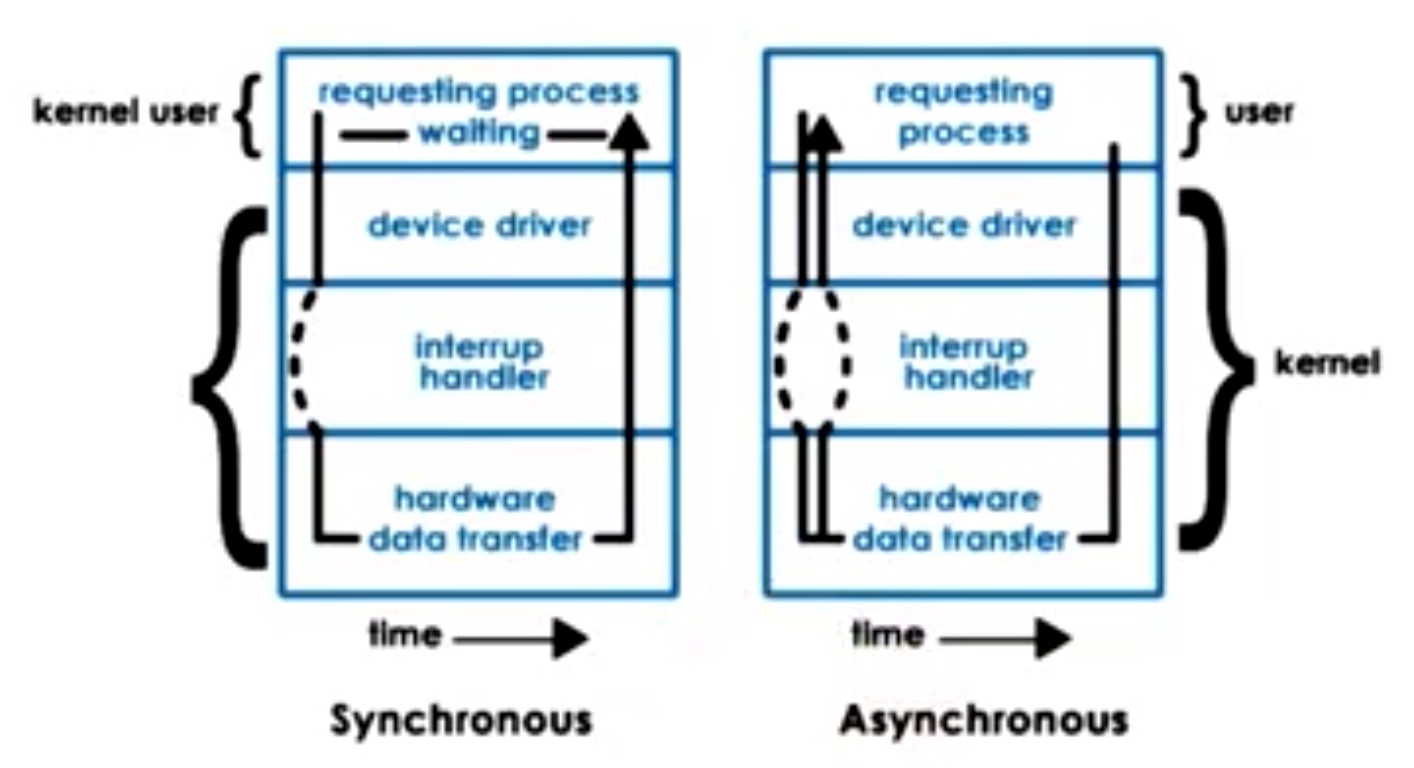 kernel user
requesting process
waiting
device driver
interrup
handler
hardware
data transfer
time
Synchronous
requesting
process
user
device driver
interrup
handler
kernel
hardware
data transfer
time
Asynchronous